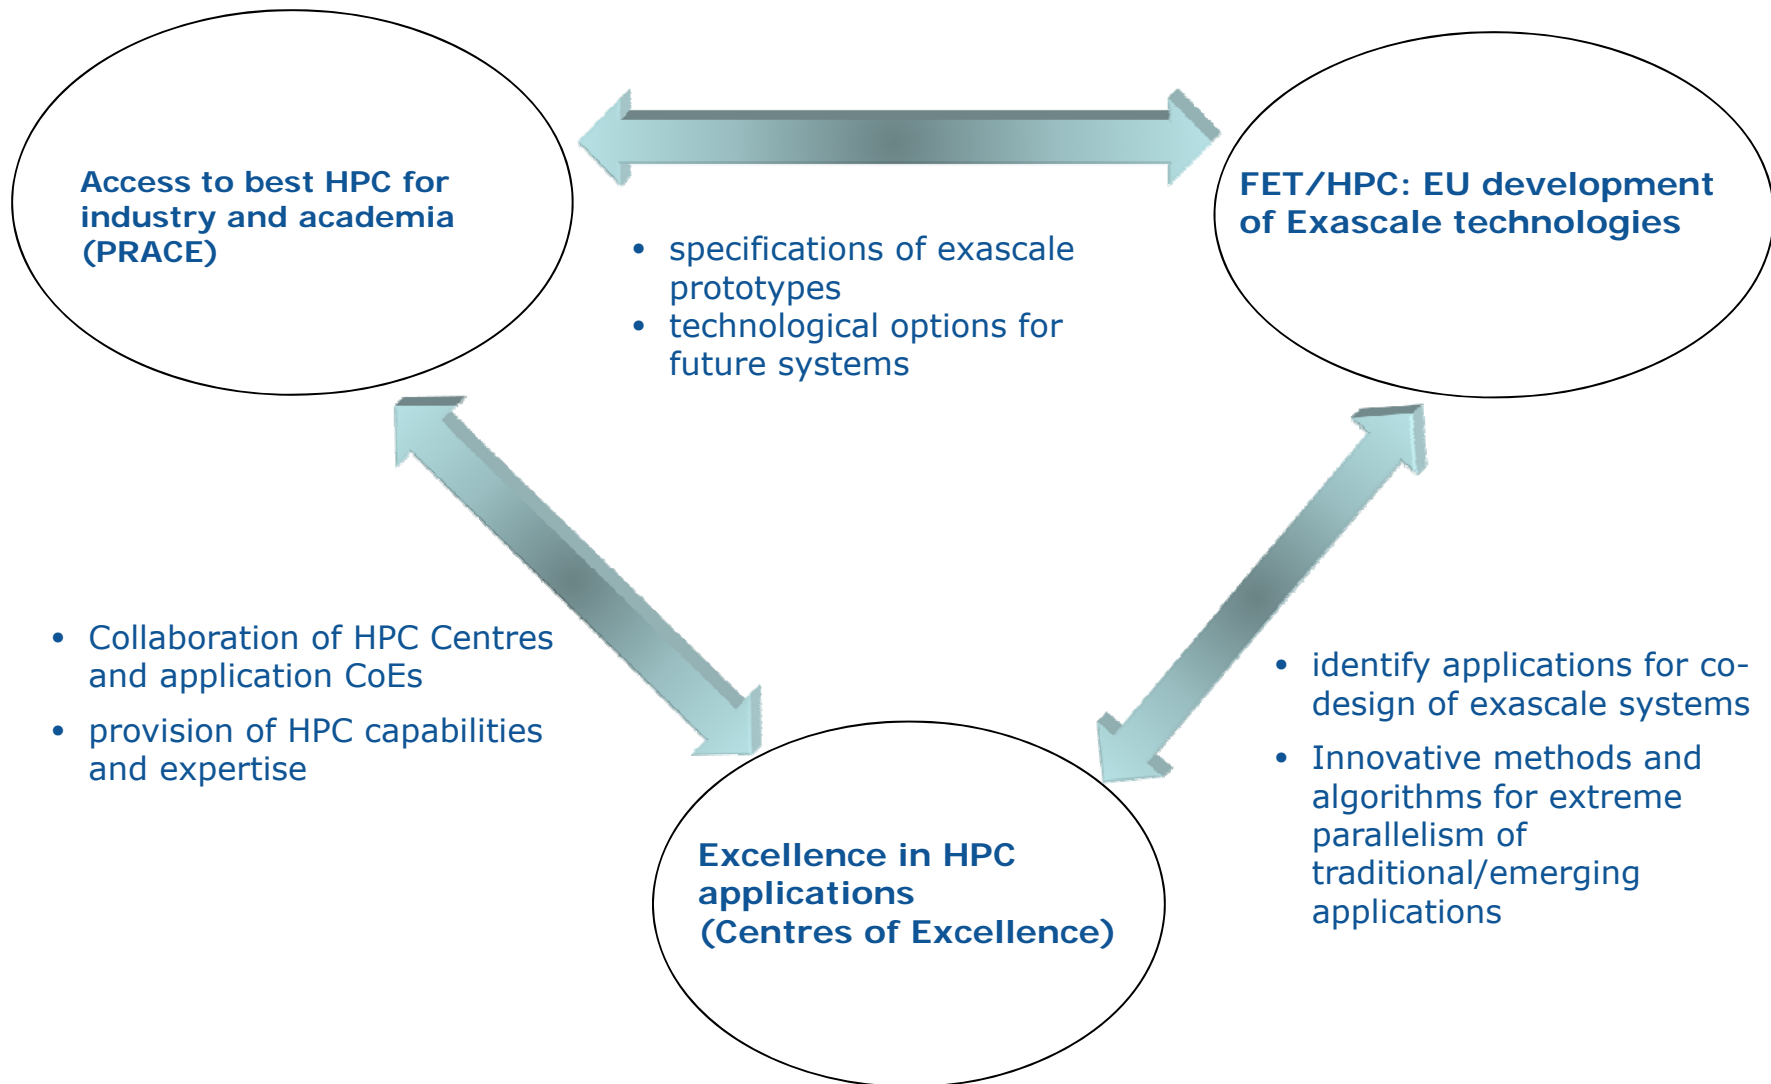 Access to best HPC for
industry and academia
(PRACE)
FET/HPC: EU development
of Exascale technologies
• specifications of exascale
prototypes
• technological options for
future systems
• Collaboration of HPC Centres
and application CoEs
• provision of HPC capabilities
and expertise
• identify applications for co-
design of exascale systems
• Innovative methods and
algorithms for extreme
parallelism of
traditional/emerging
applications
Excellence in HPC
applications
(Centres of Excellence)